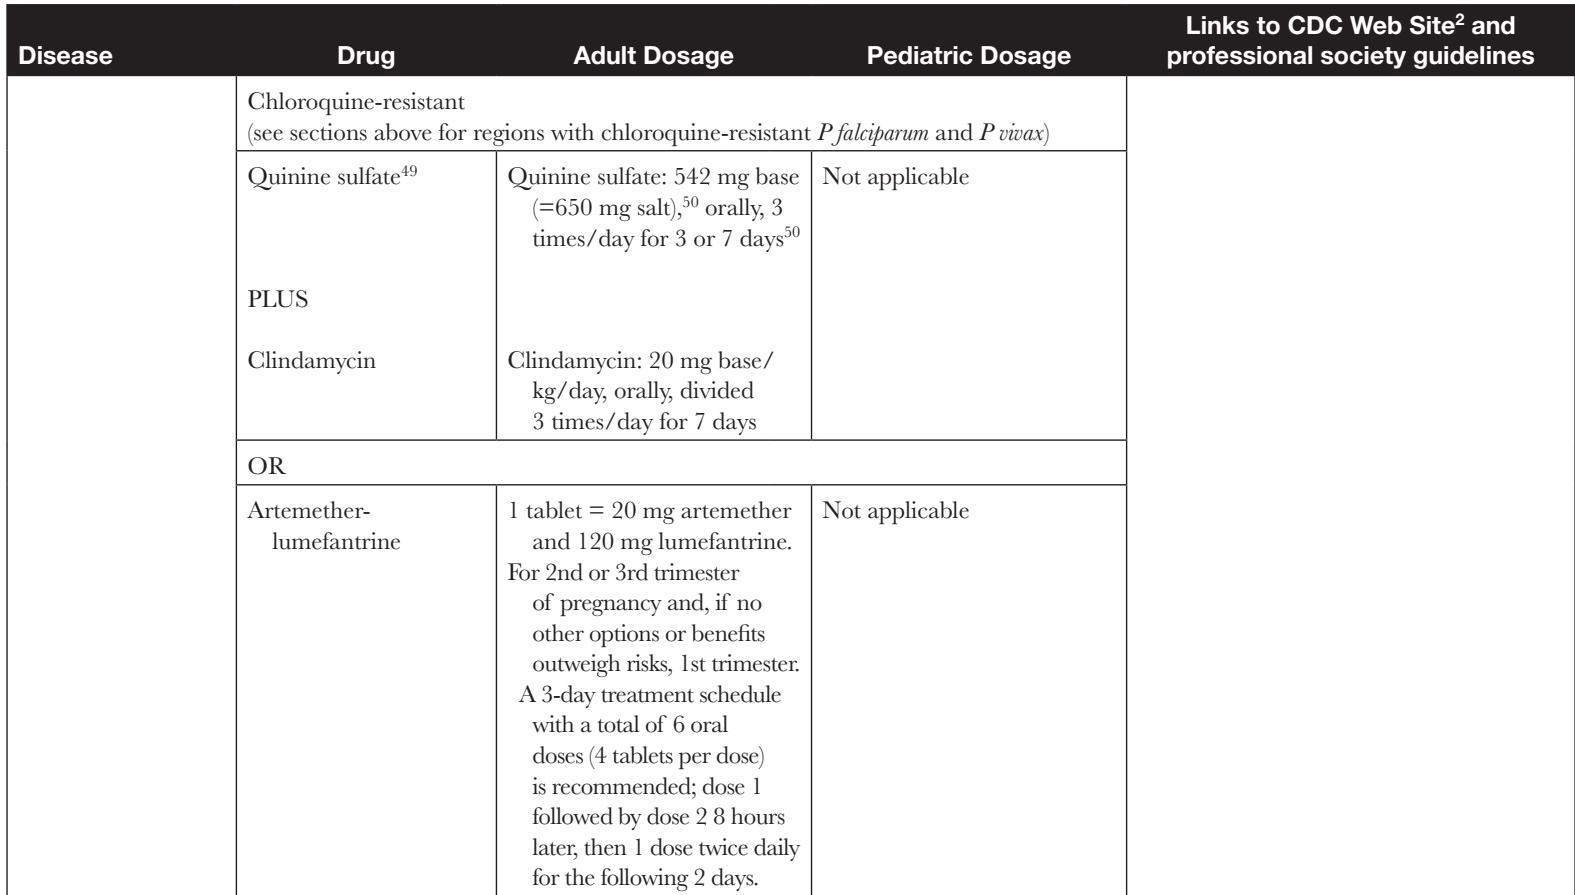 Disease
Drug
Adult Dosage
Pediatric Dosage
Links to CDC Web Site² and
professional society guidelines
Chloroquine-resistant
(see sections above for regions with chloroquine-resistant P falciparum and P vivax)
Quinine sulfate⁴⁹
Quinine sulfate: 542 mg base
(=650 mg salt),⁵⁰ orally, 3
times/day for 3 or 7 days⁵⁰
Not applicable
PLUS
Clindamycin
Clindamycin: 20 mg base/
kg/day, orally, divided
3 times/day for 7 days
OR
Artemether-
lumefantrine
1 tablet = 20 mg artemether
and 120 mg lumefantrine.
For 2nd or 3rd trimester
of pregnancy and, if no
other options or benefits
outweigh risks, 1st trimester.
A 3-day treatment schedule
with a total of 6 oral
doses (4 tablets per dose)
is recommended; dose 1
followed by dose 2 8 hours
later, then 1 dose twice daily
for the following 2 days.
Not applicable